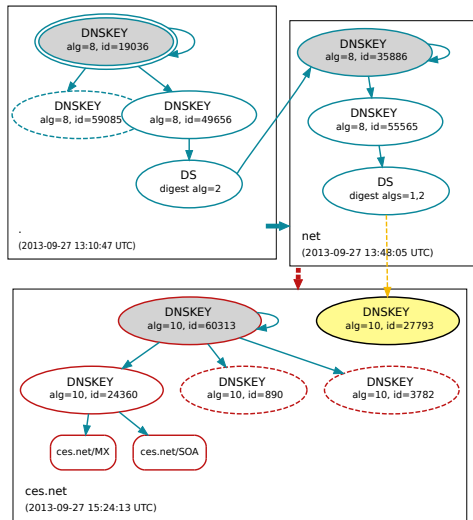 DNSKEY
alg=8, id=19036
DNSKEY
alg=8, id=59085
DNSKEY
alg=8, id=49656
DS
digest alg=2
.
(2013-09-27 13:10:47 UTC)
DNSKEY
alg=8, id=35886
DNSKEY
alg=8, id=55565
DS
digest algs=1,2
net
(2013-09-27 13:48:05 UTC)
DNSKEY
alg=10, id=60313
DNSKEY
alg=10, id=27793
DNSKEY
alg=10, id=24360
DNSKEY
alg=10, id=890
DNSKEY
alg=10, id=3782
ces.net/MX
ces.net/SOA
ces.net
(2013-09-27 15:24:13 UTC)